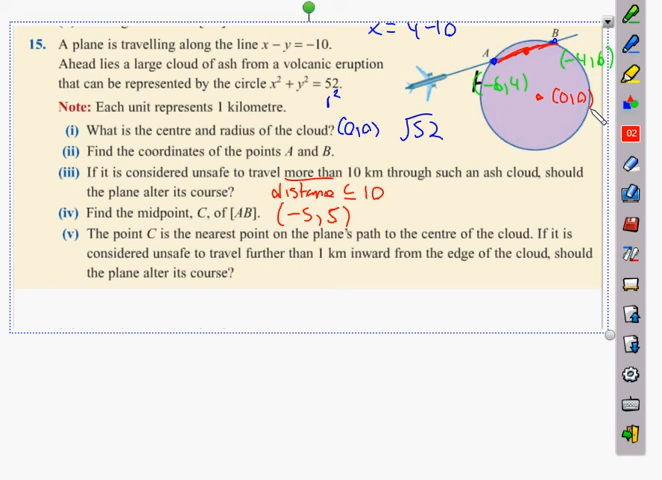 x = y -10
15. A plane is travelling along the line x − y = −10.
Ahead lies a large cloud of ash from a volcanic eruption
that can be represented by the circle x² + y² = 52.
r²
Note: Each unit represents 1 kilometre.
(i) What is the centre and radius of the cloud? (0,0) √52
(ii) Find the coordinates of the points A and B.
(iii) If it is considered unsafe to travel more than 10 km through such an ash cloud, should
the plane alter its course? distance ≤ 10
(iv) Find the midpoint, C, of [AB]. (-5, 5)
(v) The point C is the nearest point on the plane's path to the centre of the cloud. If it is
considered unsafe to travel further than 1 km inward from the edge of the cloud, should
the plane alter its course?
A
B
(-6,4)
(-4,6)
(0,0)
02